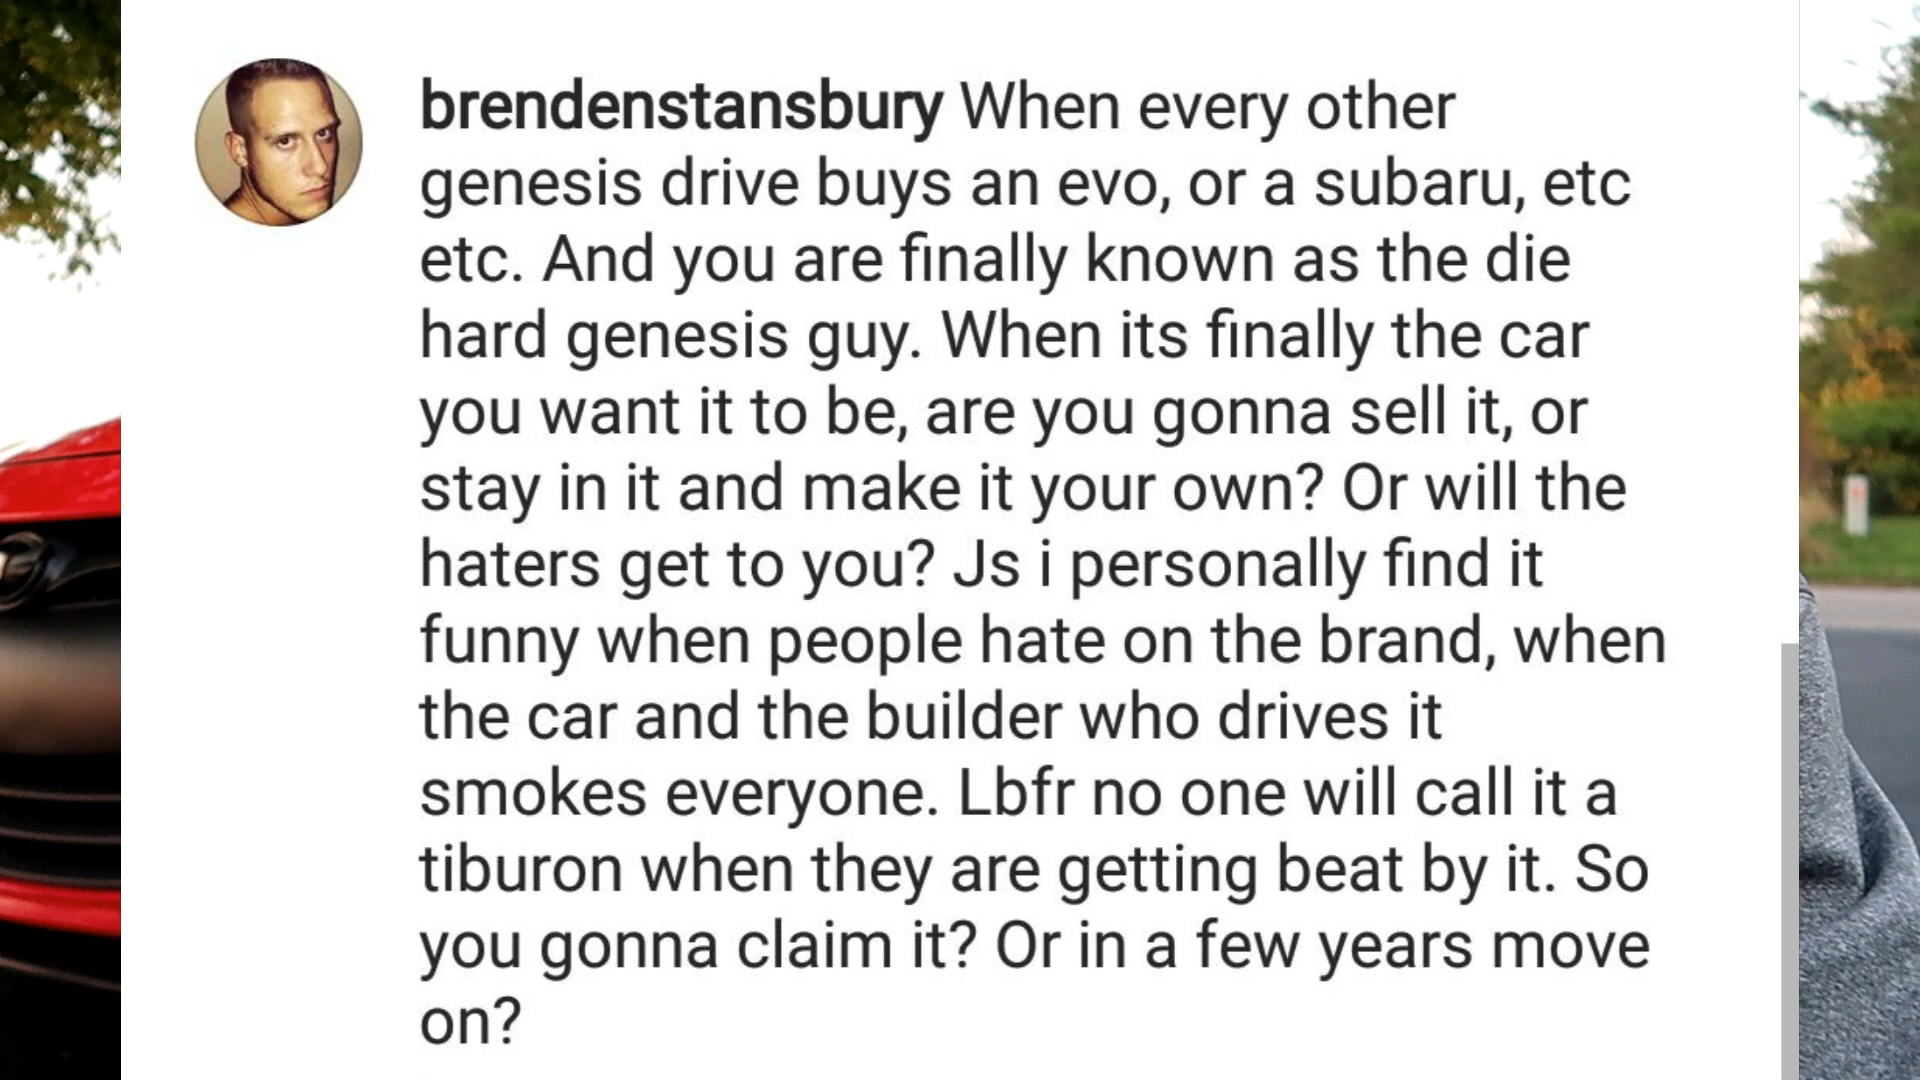 brendenstansbury When every other
genesis drive buys an evo, or a subaru, etc
etc. And you are finally known as the die
hard genesis guy. When its finally the car
you want it to be, are you gonna sell it, or
stay in it and make it your own? Or will the
haters get to you? Js i personally find it
funny when people hate on the brand, when
the car and the builder who drives it
smokes everyone. Lbfr no one will call it a
tiburon when they are getting beat by it. So
you gonna claim it? Or in a few years move
on?